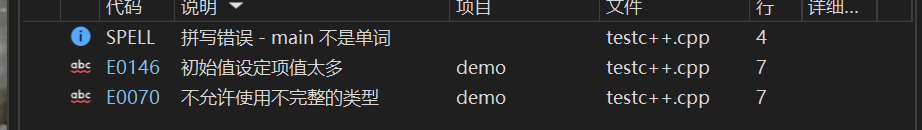 代码 说明 项目 文件 行 详细...
SPELL 拼写错误 - main 不是单词 testc++.cpp 4
abc E0146 初始值设定项值太多 demo testc++.cpp 7
abc E0070 不允许使用不完整的类型 demo testc++.cpp 7